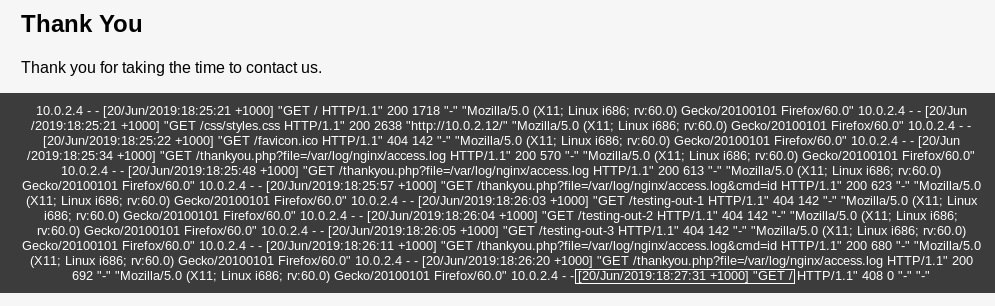 Thank You
Thank you for taking the time to contact us.
10.0.2.4 - - [20/Jun/2019:18:25:21 +1000] "GET / HTTP/1.1" 200 1718 "-" "Mozilla/5.0 (X11; Linux i686; rv:60.0) Gecko/20100101 Firefox/60.0" 10.0.2.4 - - [20/Jun
/2019:18:25:21 +1000] "GET /css/styles.css HTTP/1.1" 200 2638 "http://10.0.2.12/" "Mozilla/5.0 (X11; Linux i686; rv:60.0) Gecko/20100101 Firefox/60.0" 10.0.2.4 - -
[20/Jun/2019:18:25:22 +1000] "GET /favicon.ico HTTP/1.1" 404 142 "-" "Mozilla/5.0 (X11; Linux i686; rv:60.0) Gecko/20100101 Firefox/60.0" 10.0.2.4 - - [20/Jun
/2019:18:25:34 +1000] "GET /thankyou.php?file=/var/log/nginx/access.log HTTP/1.1" 200 570 "-" "Mozilla/5.0 (X11; Linux i686; rv:60.0) Gecko/20100101 Firefox/60.0"
10.0.2.4 - - [20/Jun/2019:18:25:48 +1000] "GET /thankyou.php?file=/var/log/nginx/access.log HTTP/1.1" 200 613 "-" "Mozilla/5.0 (X11; Linux i686; rv:60.0)
Gecko/20100101 Firefox/60.0" 10.0.2.4 - - [20/Jun/2019:18:25:57 +1000] "GET /thankyou.php?file=/var/log/nginx/access.log&cmd=id HTTP/1.1" 200 623 "-" "Mozilla/5.0
(X11; Linux i686; rv:60.0) Gecko/20100101 Firefox/60.0" 10.0.2.4 - - [20/Jun/2019:18:26:03 +1000] "GET /testing-out-1 HTTP/1.1" 404 142 "-" "Mozilla/5.0 (X11; Linux
i686; rv:60.0) Gecko/20100101 Firefox/60.0" 10.0.2.4 - - [20/Jun/2019:18:26:04 +1000] "GET /testing-out-2 HTTP/1.1" 404 142 "-" "Mozilla/5.0 (X11; Linux i686;
rv:60.0) Gecko/20100101 Firefox/60.0" 10.0.2.4 - - [20/Jun/2019:18:26:05 +1000] "GET /testing-out-3 HTTP/1.1" 404 142 "-" "Mozilla/5.0 (X11; Linux i686; rv:60.0)
Gecko/20100101 Firefox/60.0" 10.0.2.4 - - [20/Jun/2019:18:26:11 +1000] "GET /thankyou.php?file=/var/log/nginx/access.log&cmd=id HTTP/1.1" 200 680 "-" "Mozilla/5.0
(X11; Linux i686; rv:60.0) Gecko/20100101 Firefox/60.0" 10.0.2.4 - - [20/Jun/2019:18:26:20 +1000] "GET /thankyou.php?file=/var/log/nginx/access.log HTTP/1.1" 200
692 "-" "Mozilla/5.0 (X11; Linux i686; rv:60.0) Gecko/20100101 Firefox/60.0" 10.0.2.4 - - [20/Jun/2019:18:27:31 +1000] "GET / HTTP/1.1" 408 0 "-" "-"